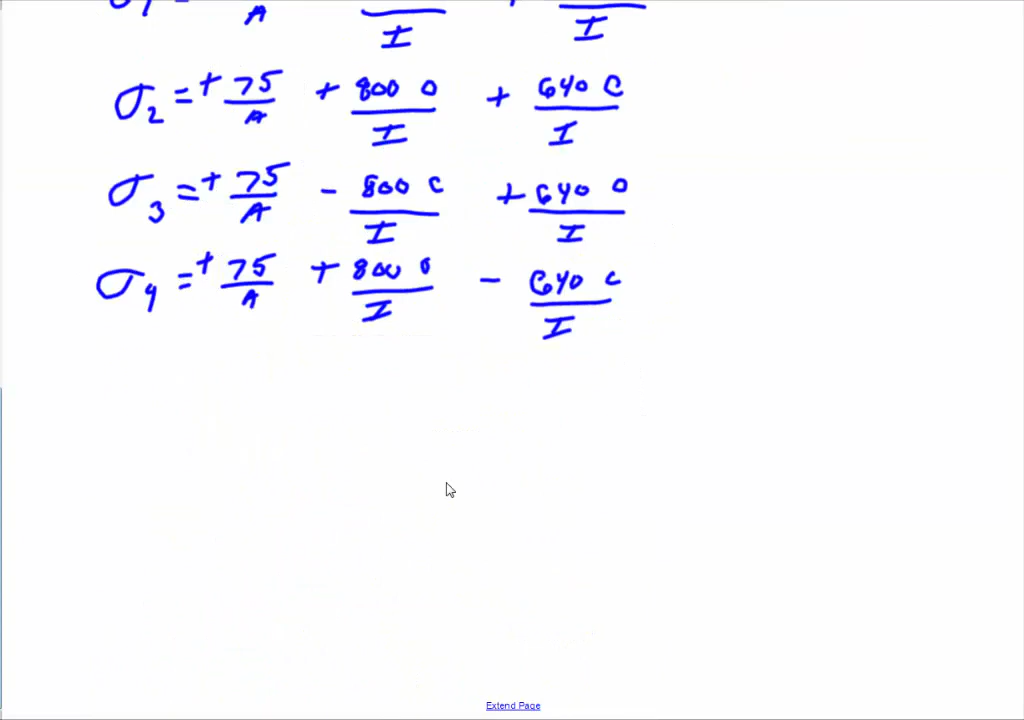 A I I
σ2 = + 75/A + 800 0/I + 640 C/I
σ3 = + 75/A - 800 C/I + 640 0/I
σ4 = + 75/A + 800 0/I - 640 C/I
Extend Page